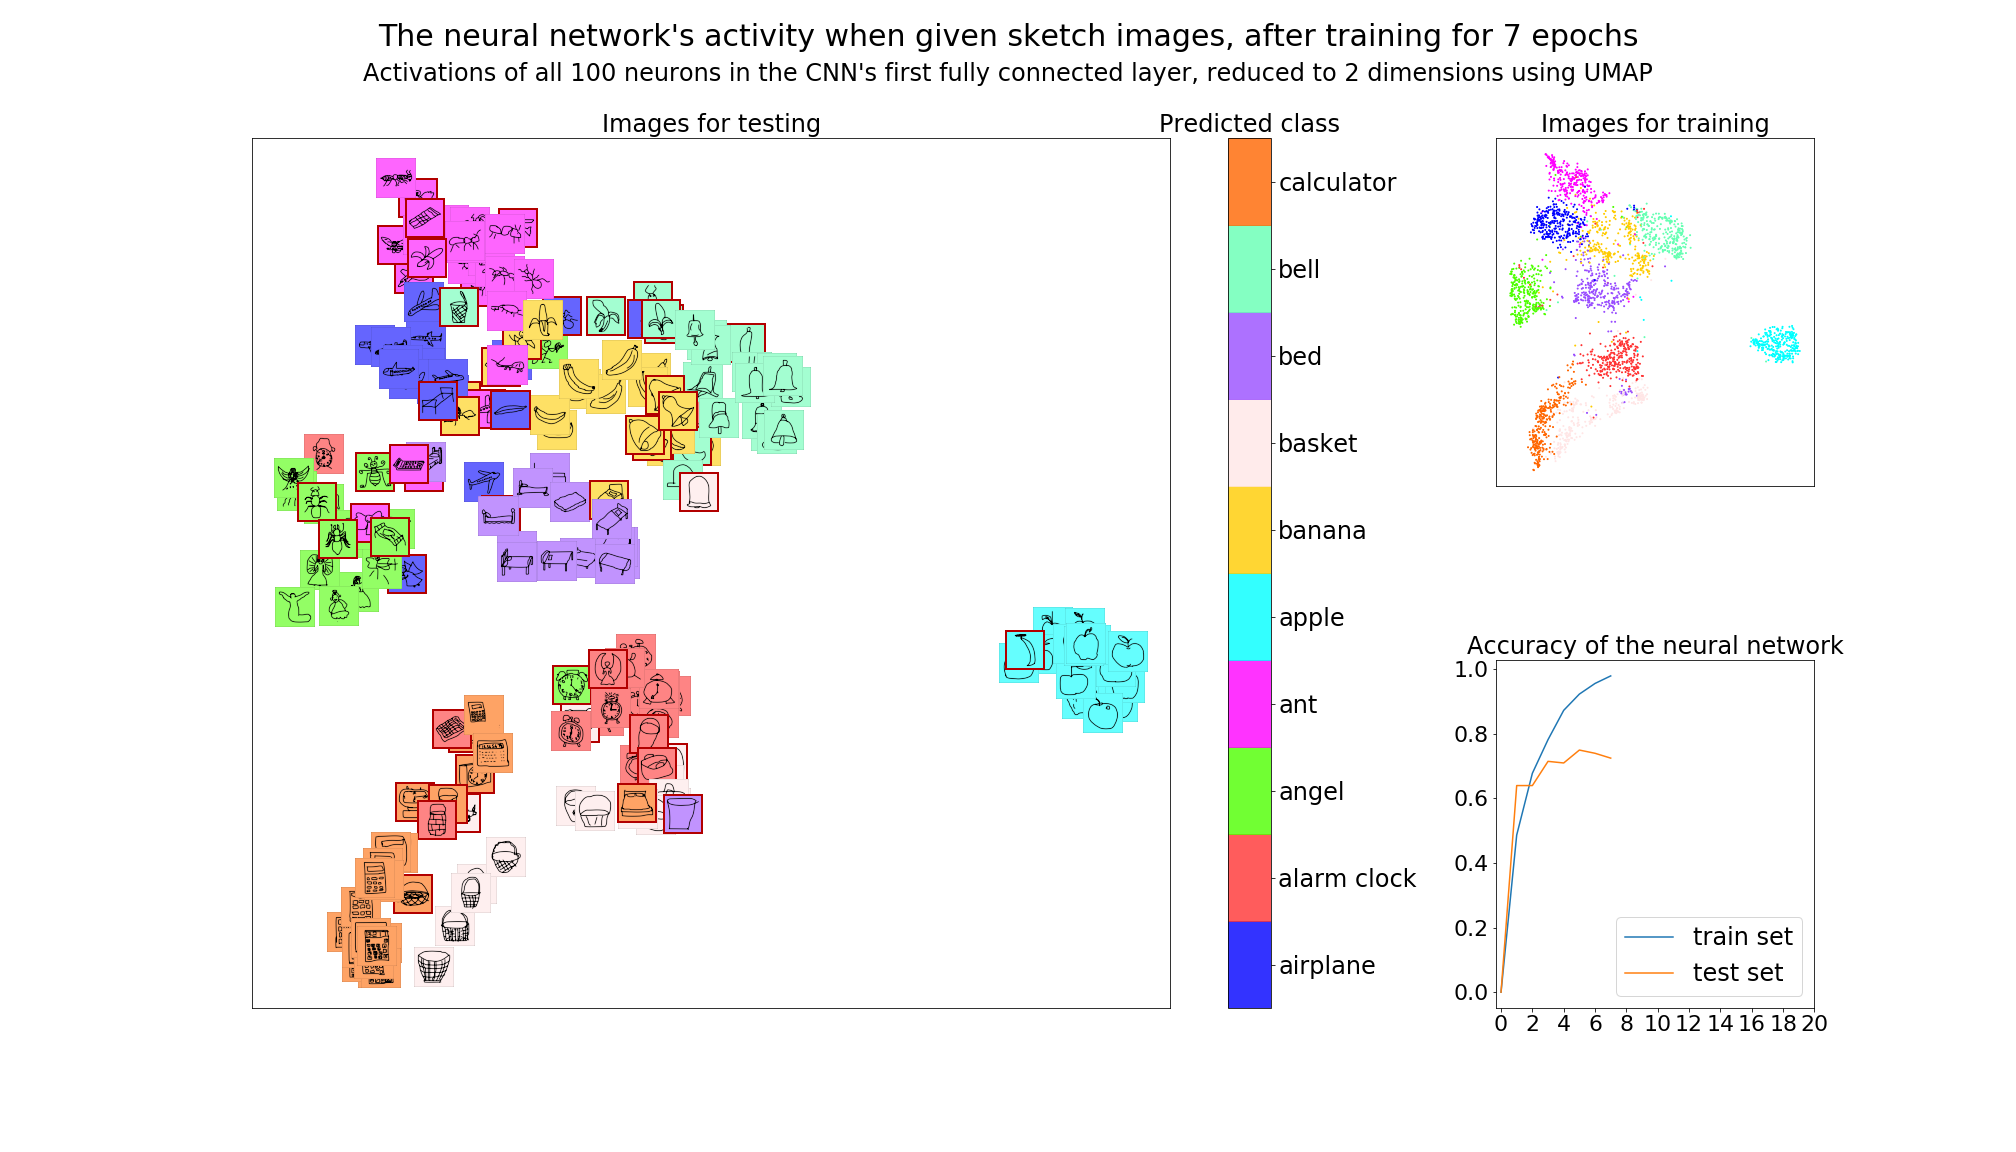 The neural network's activity when given sketch images, after training for 7 epochs
Activations of all 100 neurons in the CNN's first fully connected layer, reduced to 2 dimensions using UMAP
Images for testing
Predicted class
calculator
bell
bed
basket
banana
apple
ant
angel
alarm clock
airplane
Images for training
Accuracy of the neural network
1.0
0.8
0.6
0.4
0.2
0.0
train set
test set
0 2 4 6 8 10 12 14 16 18 20